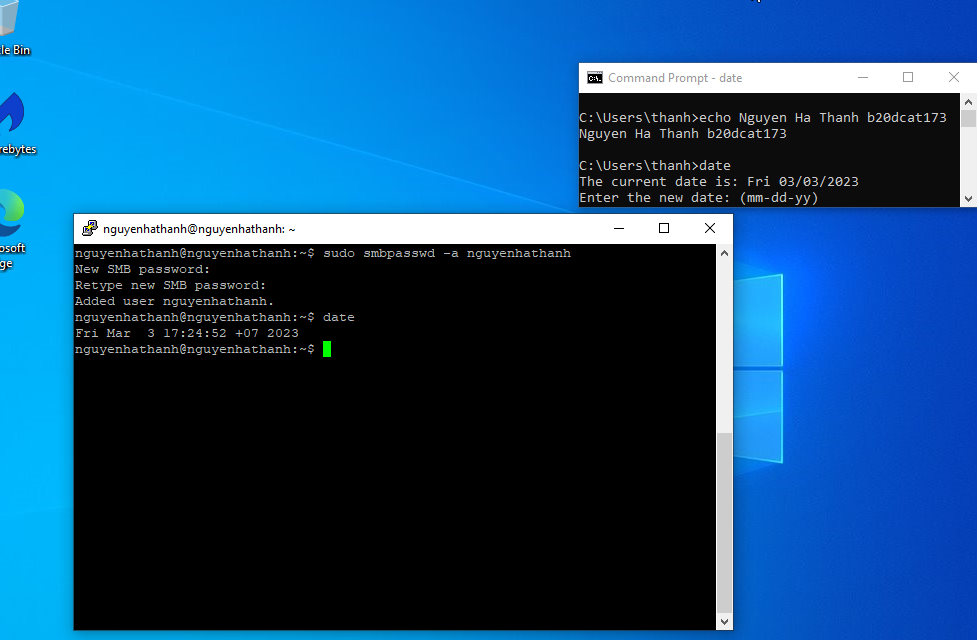 le Bin
rebytes
osoft
ge
Command Prompt - date
C:\Users\thanh>echo Nguyen Ha Thanh b20dcat173
Nguyen Ha Thanh b20dcat173
C:\Users\thanh>date
The current date is: Fri 03/03/2023
Enter the new date: (mm-dd-yy)
nguyenhathanh@nguyenhathanh: ~
nguyenhathanh@nguyenhathanh:~$ sudo smbpasswd -a nguyenhathanh
New SMB password:
Retype new SMB password:
Added user nguyenhathanh.
nguyenhathanh@nguyenhathanh:~$ date
Fri Mar  3 17:24:52 +07 2023
nguyenhathanh@nguyenhathanh:~$